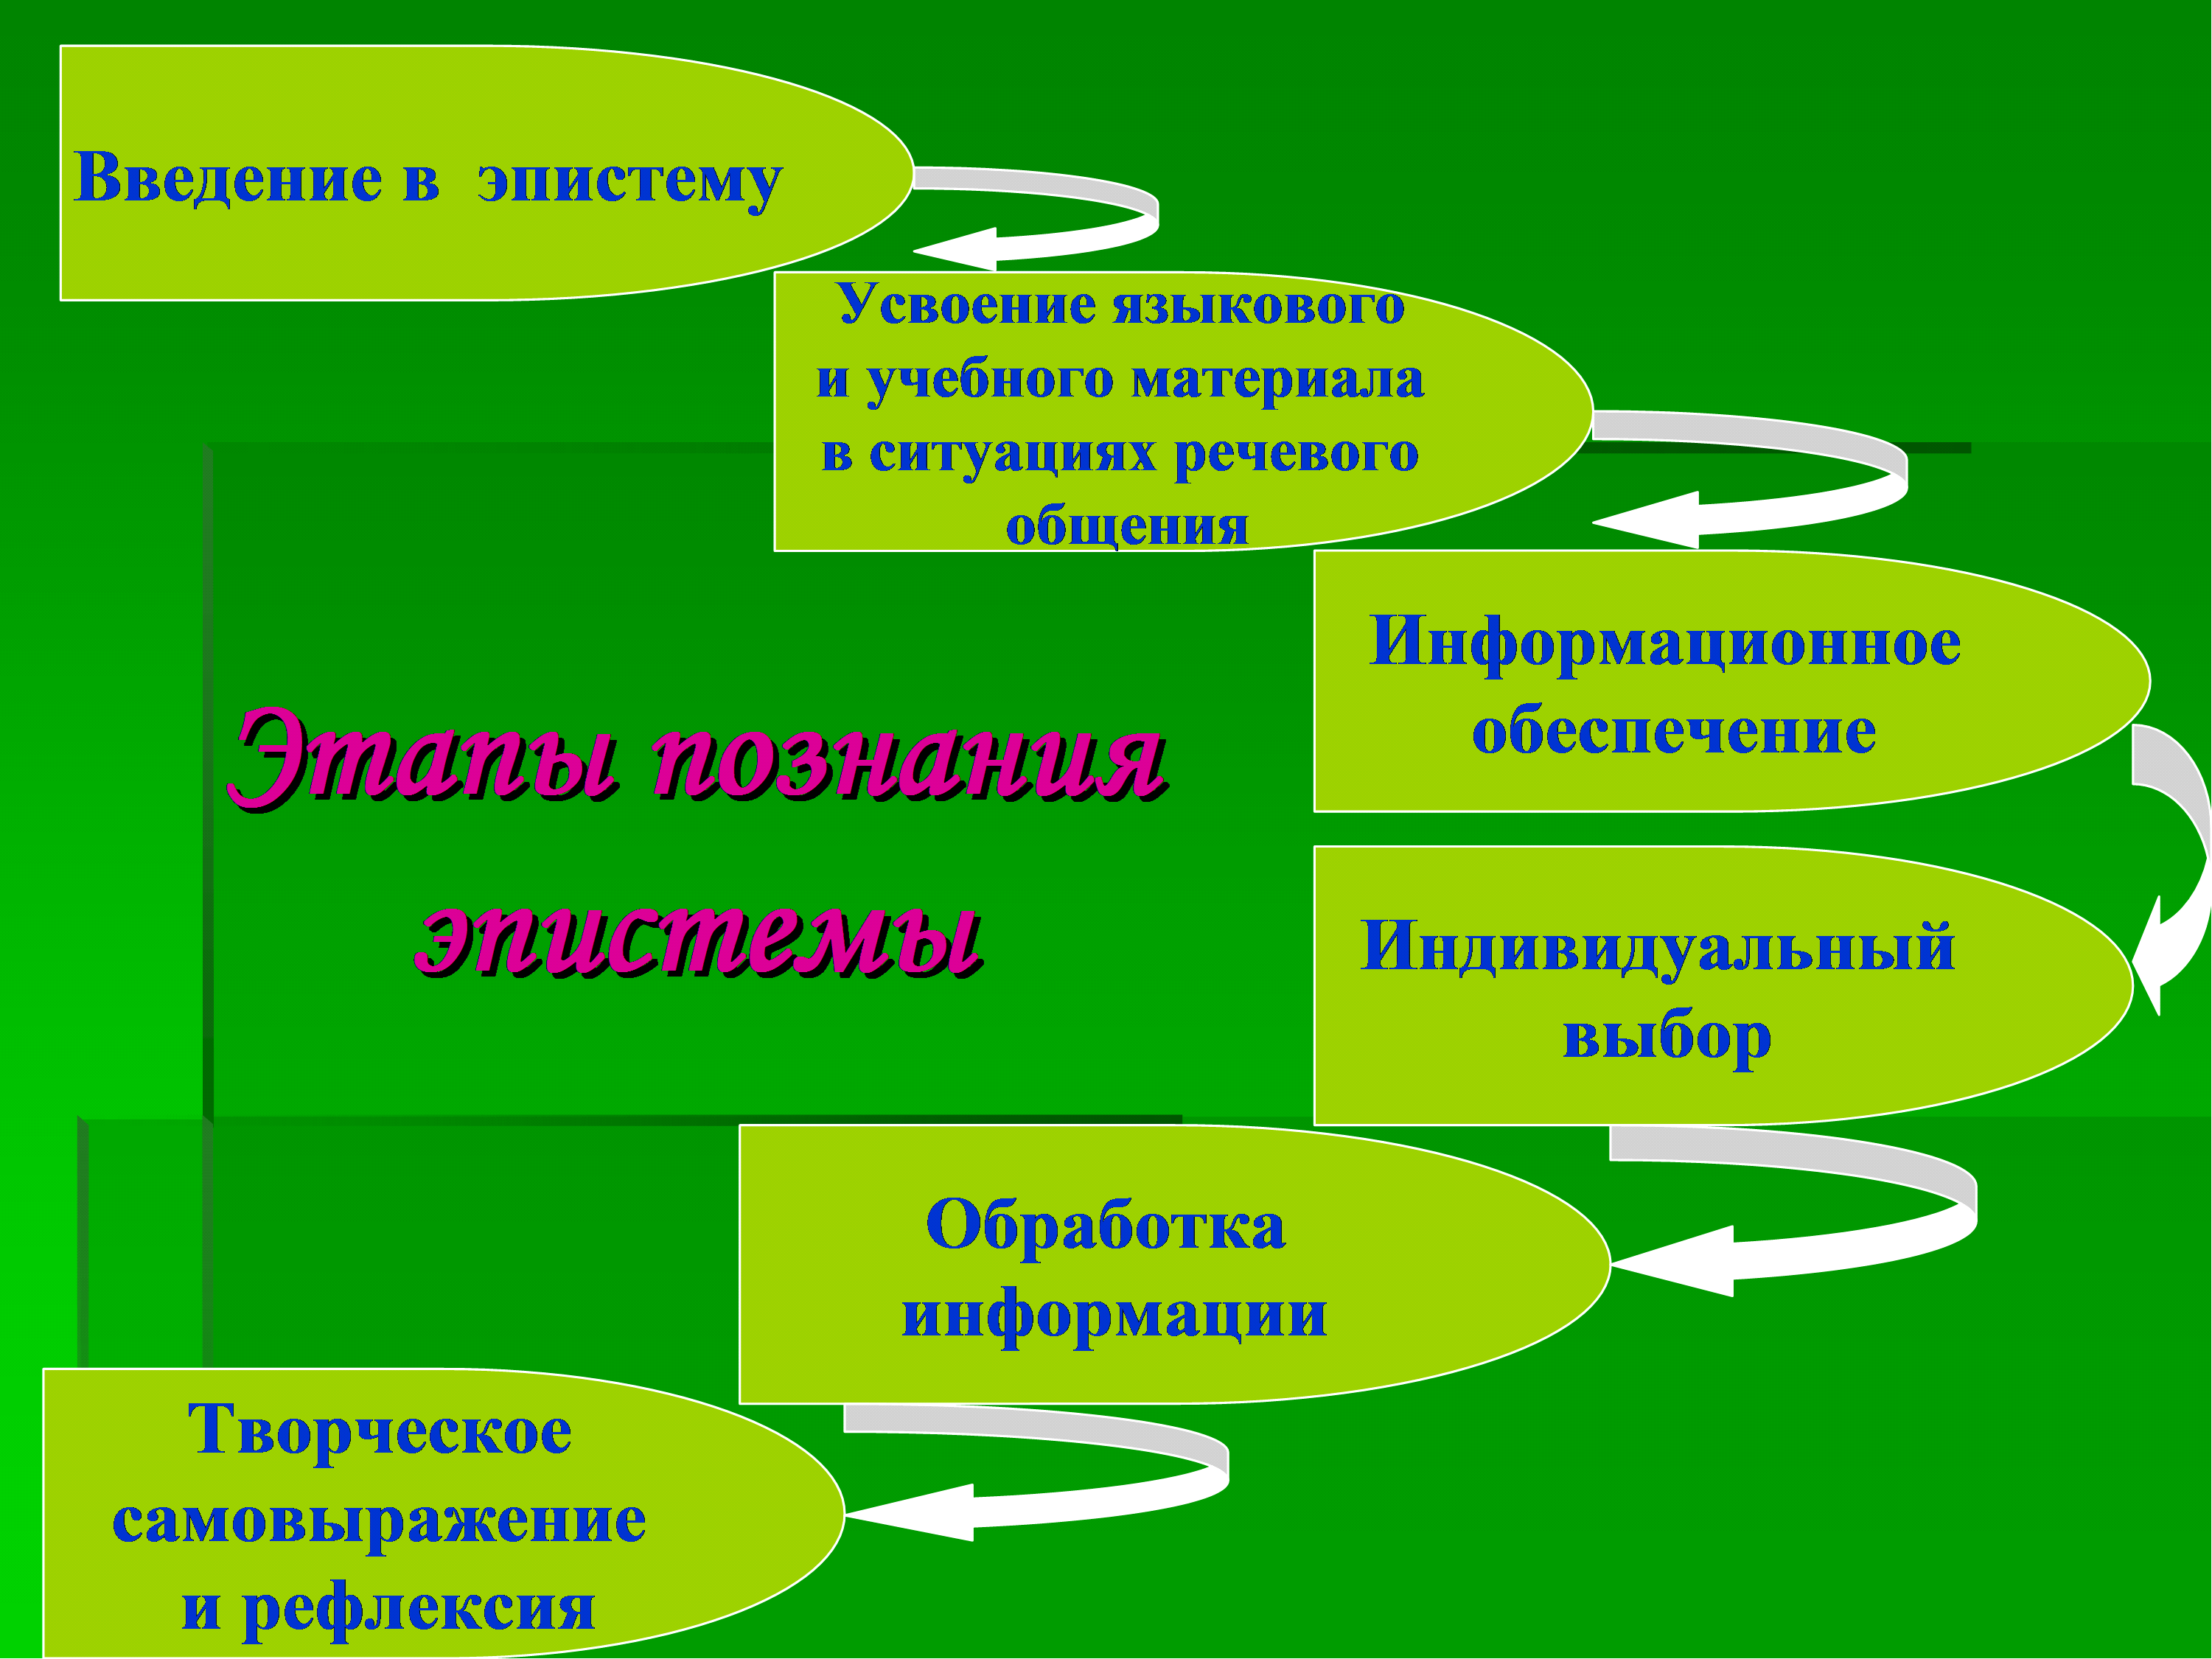 Введение в эпистему
Усвоение языкового
и учебного материала
в ситуациях речевого
общения
Информационное
обеспечение
Этапы познания
эпистемы
Индивидуальный
выбор
Обработка
информации
Творческое
самовыражение
и рефлексия